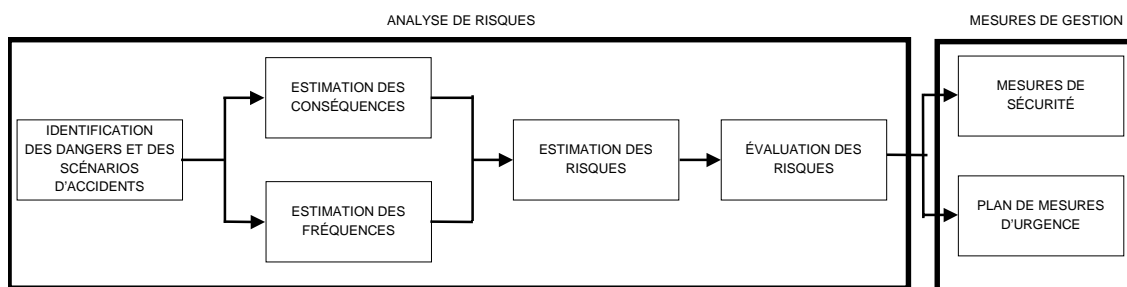 ANALYSE DE RISQUES
MESURES DE GESTION
IDENTIFICATION
DES DANGERS ET DES
SCÉNARIOS
D'ACCIDENTS
ESTIMATION DES
CONSÉQUENCES
ESTIMATION DES
FRÉQUENCES
ESTIMATION DES
RISQUES
ÉVALUATION DES
RISQUES
MESURES DE
SÉCURITÉ
PLAN DE MESURES
D'URGENCE